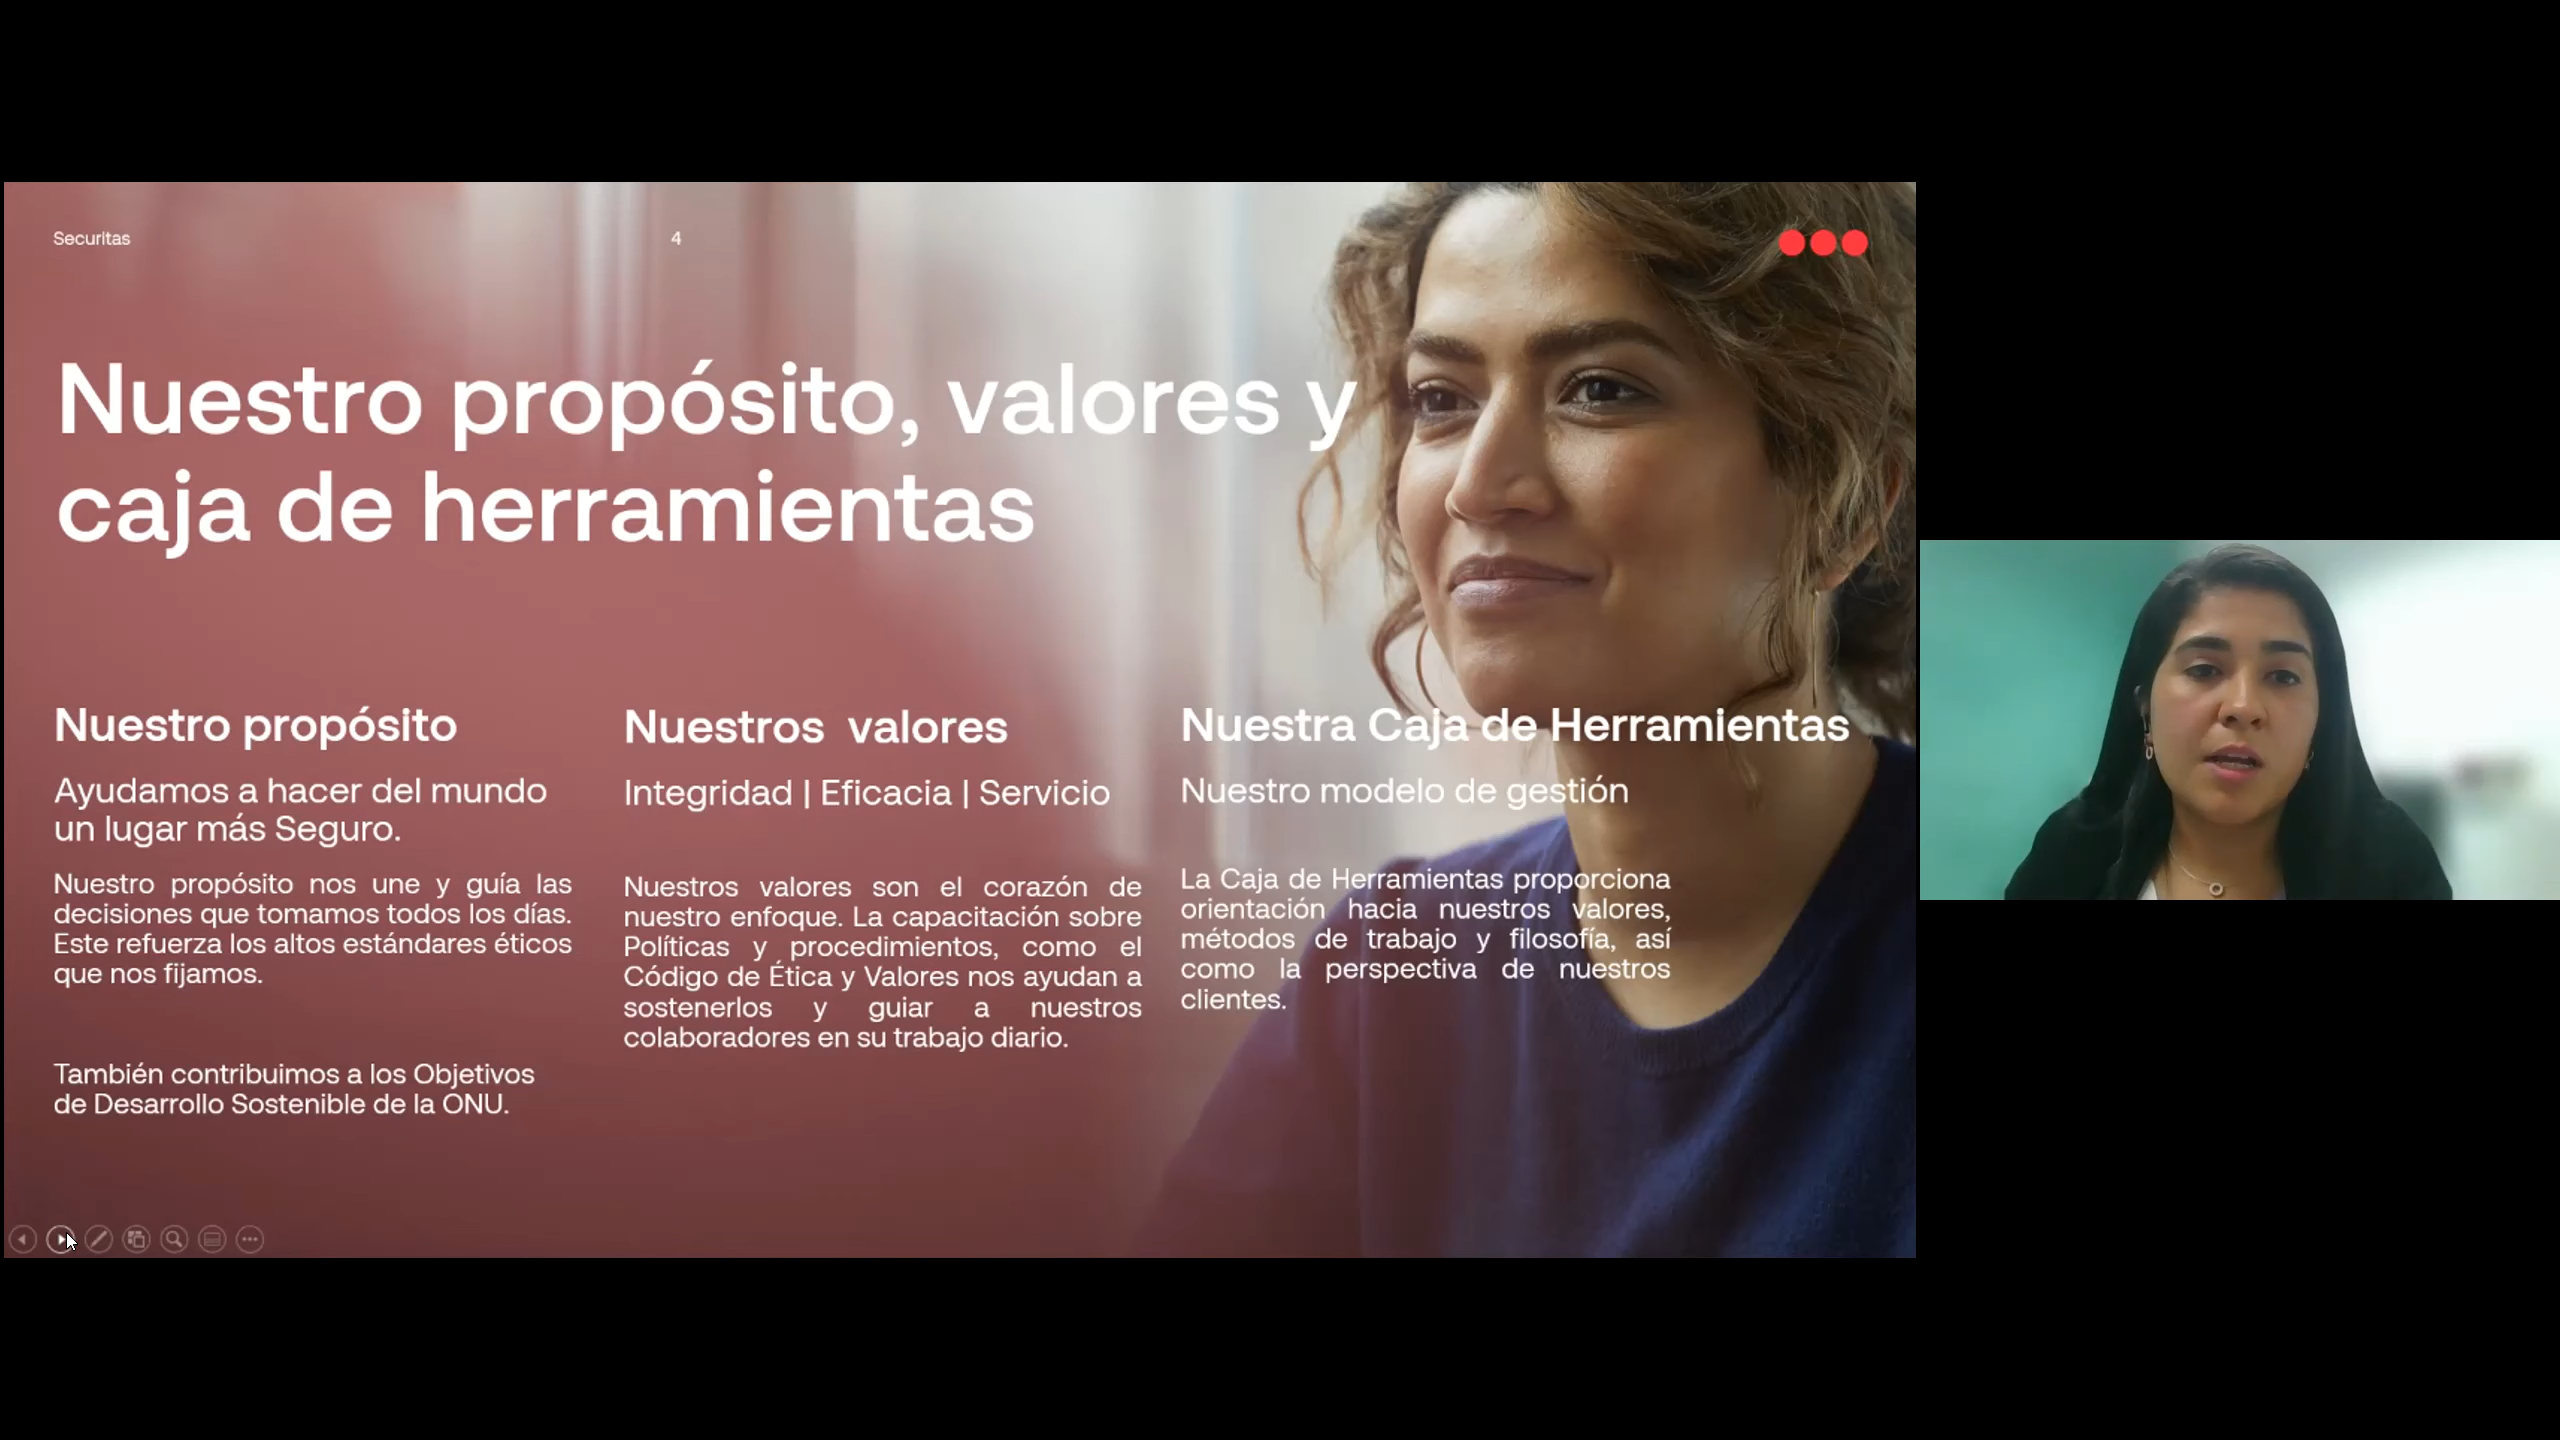 Securitas
4
Nuestro propósito, valores y
caja de herramientas
Nuestro propósito
Ayudamos a hacer del mundo
un lugar más Seguro.
Nuestro propósito nos une y guía las
decisiones que tomamos todos los días.
Este refuerza los altos estándares éticos
que nos fijamos.
También contribuimos a los Objetivos
de Desarrollo Sostenible de la ONU.
Nuestros valores
Integridad | Eficacia | Servicio
Nuestros valores son el corazón de
nuestro enfoque. La capacitación sobre
Políticas y procedimientos, como el
Código de Ética y Valores nos ayudan a
sostenerlos y guiar a nuestros
colaboradores en su trabajo diario.
Nuestra Caja de Herramientas
Nuestro modelo de gestión
La Caja de Herramientas proporciona
orientación hacia nuestros valores,
métodos de trabajo y filosofía, así
como la perspectiva de nuestros
clientes.